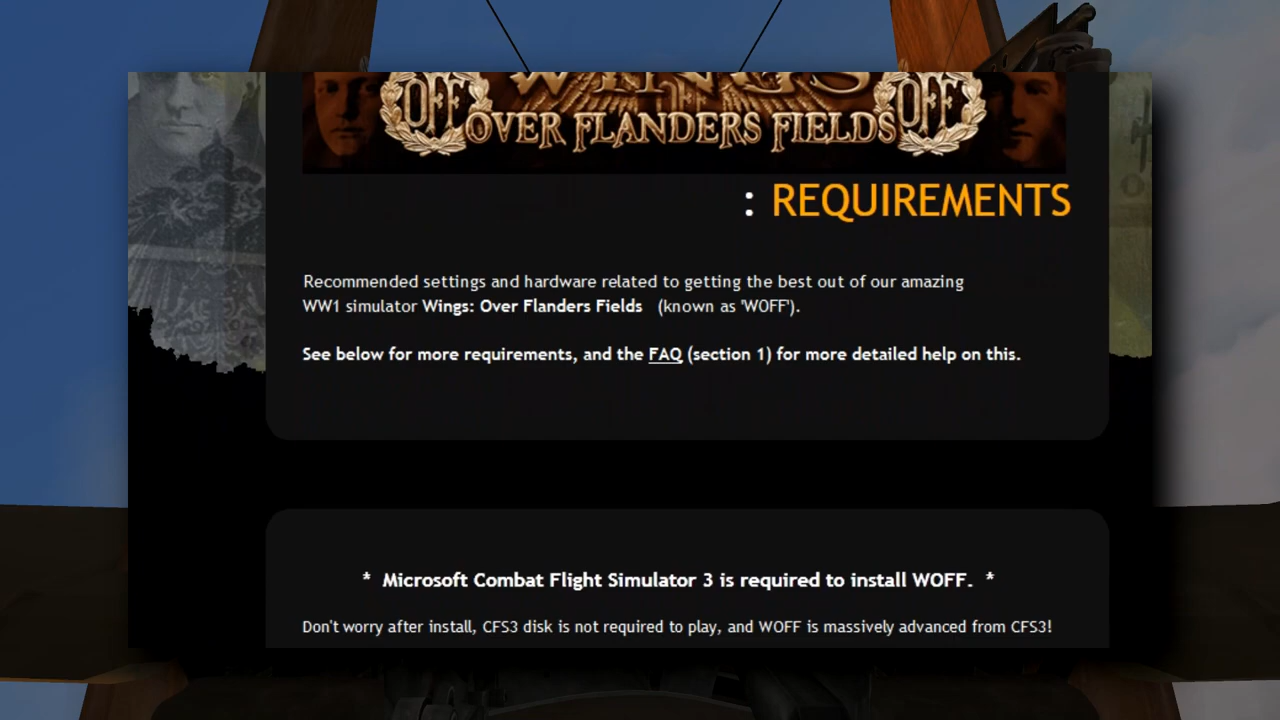 WINGS
OFF OVER FLANDERS FIELDS OFF
: REQUIREMENTS
Recommended settings and hardware related to getting the best out of our amazing
WW1 simulator Wings: Over Flanders Fields (known as 'WOFF').
See below for more requirements, and the FAQ (section 1) for more detailed help on this.
* Microsoft Combat Flight Simulator 3 is required to install WOFF. *
Don't worry after install, CFS3 disk is not required to play, and WOFF is massively advanced from CFS3!